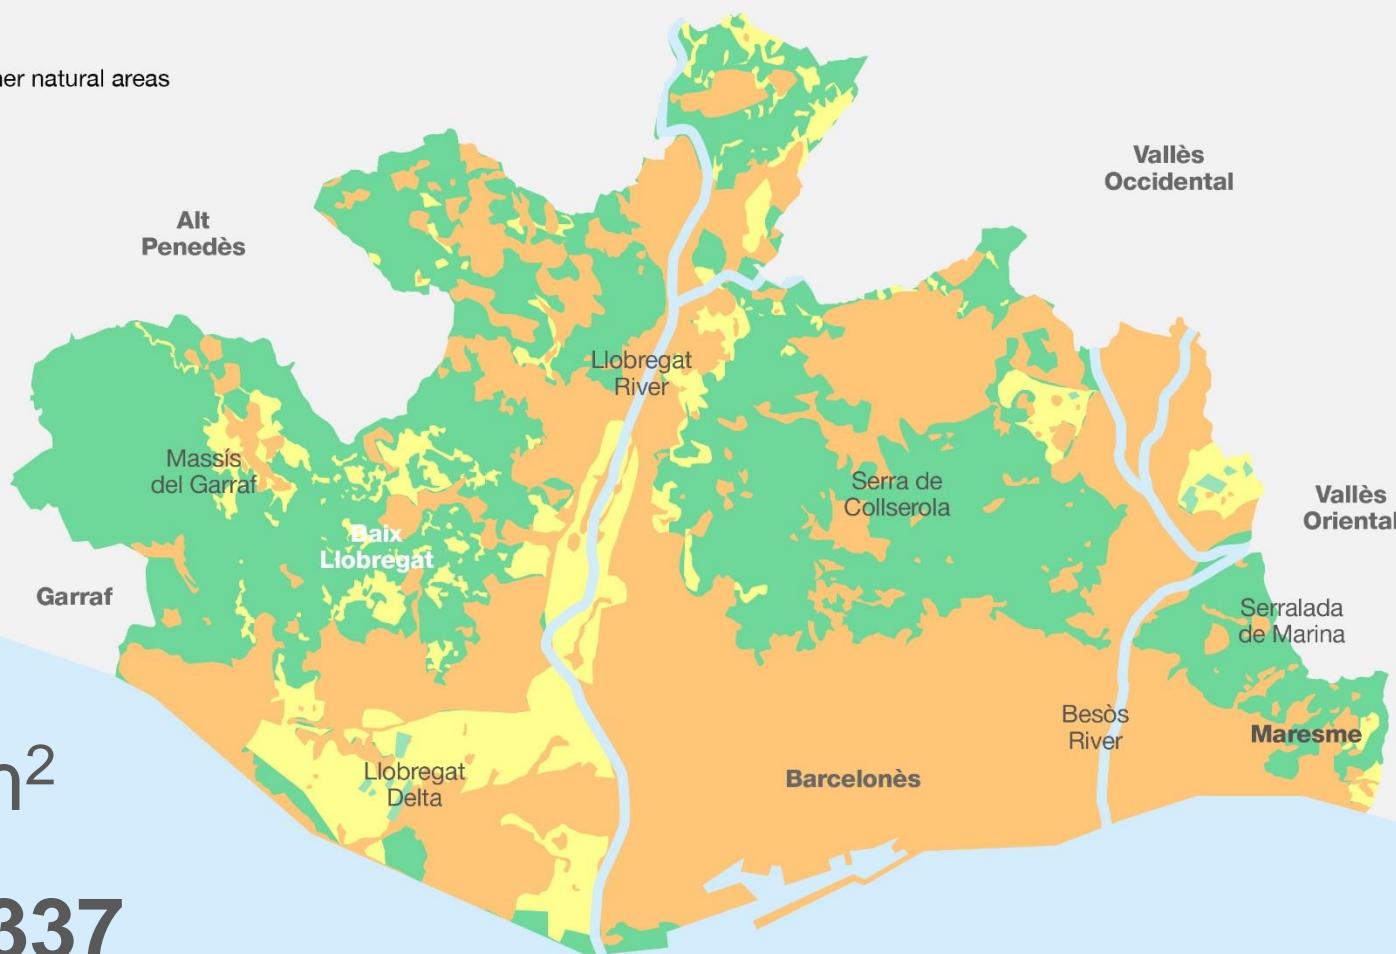 natural areas
Vallès
Occidental
Alt
Penedès
Llobregat
River
Massís
del Garraf
Serra de
Collserola
Vallès
Oriental
Baix
Llobregat
Garraf
Serralada
de Marina
Besòs
River
Maresme
Llobregat
Delta
Barcelonès
337